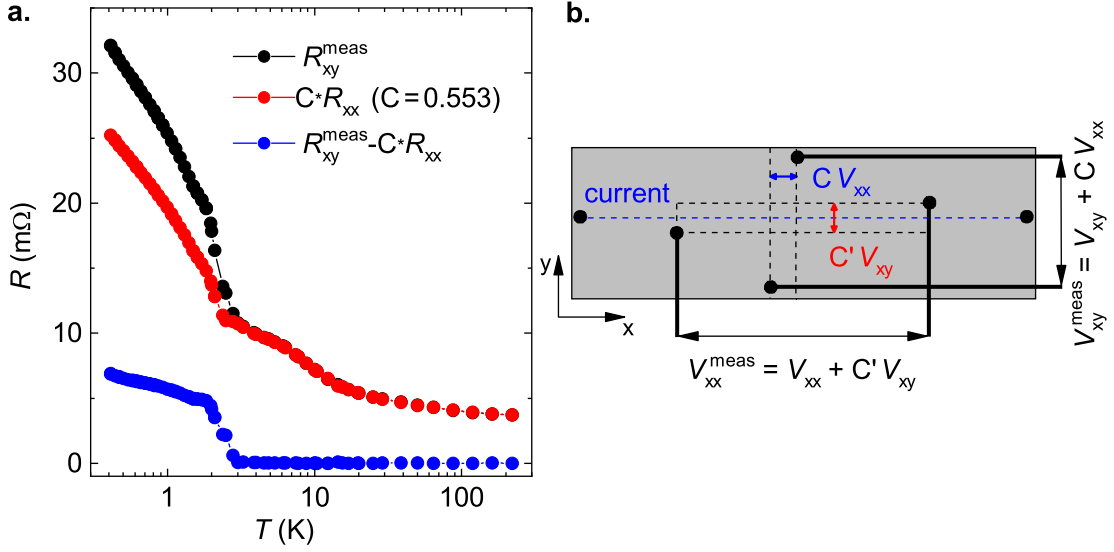 a.
R_xy^meas
C*R_xx (C=0.553)
R_xy^meas-C*R_xx
30
20
10
0
R (mΩ)
1
10
100
T (K)
b.
current
C V_xx
C' V_xy
y
x
V_xx^meas = V_xx + C' V_xy
V_xy^meas = V_xy + C V_xx